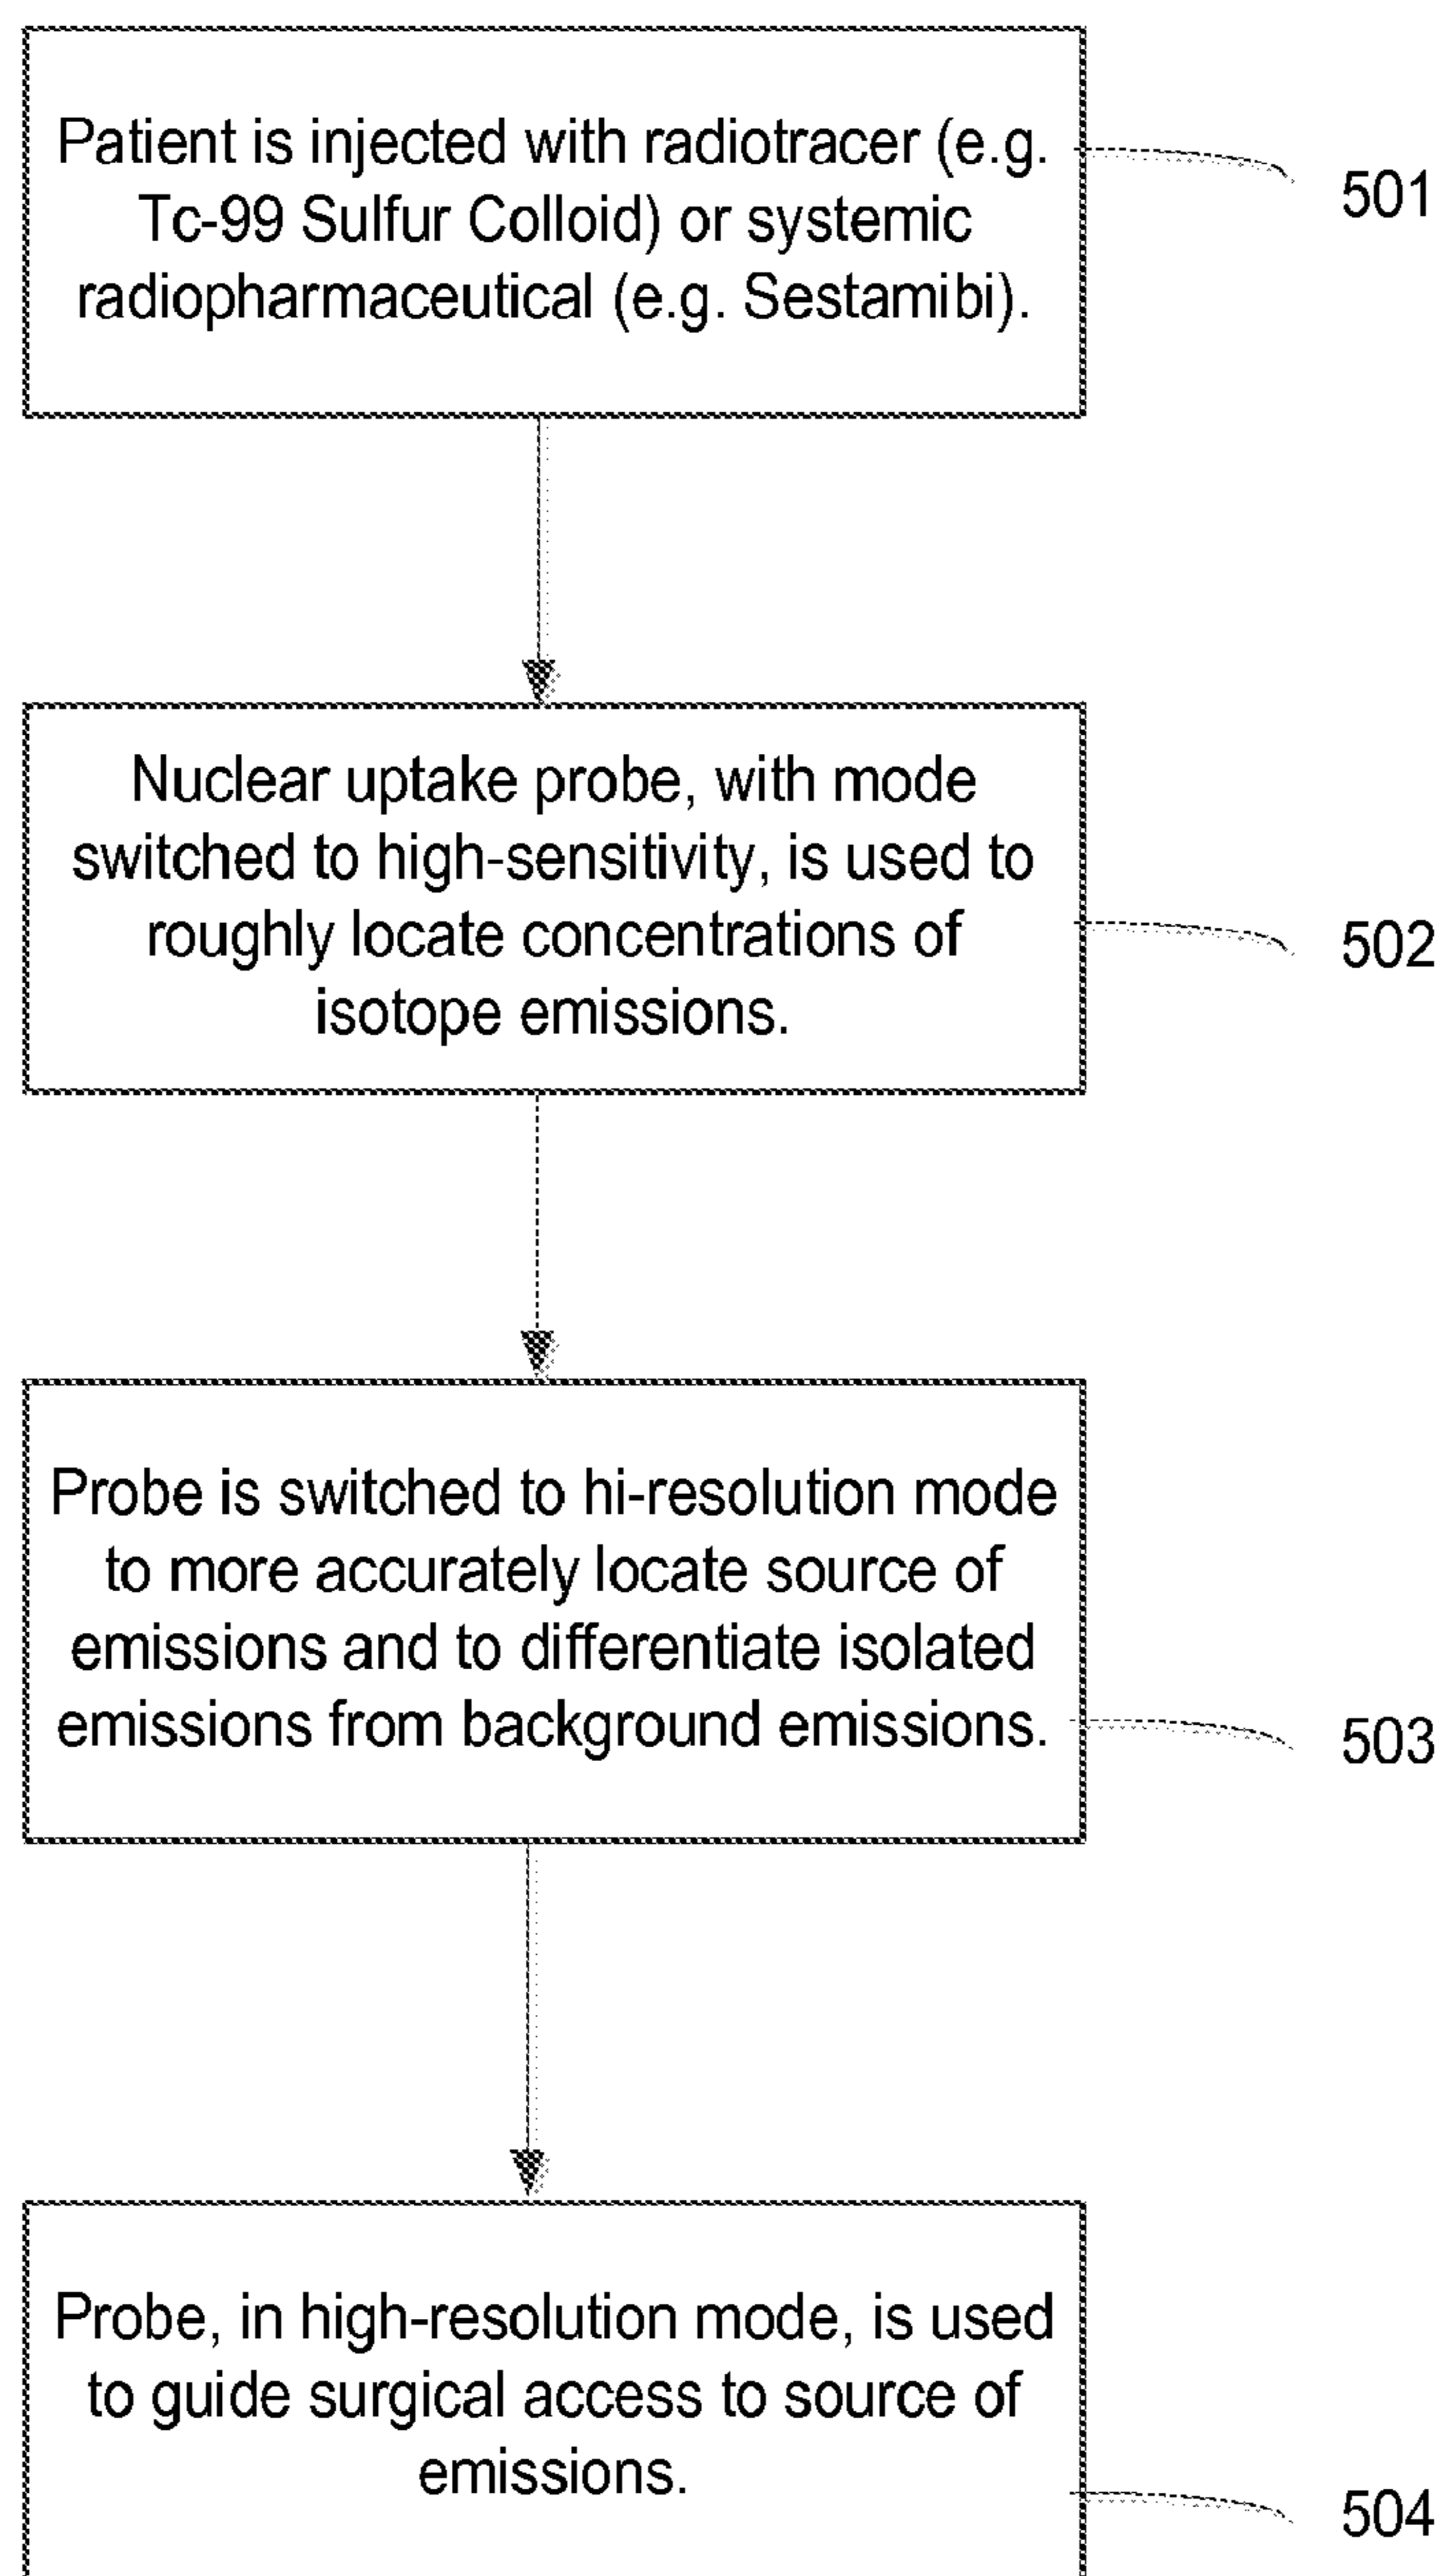 Patient is injected with radiotracer (e.g.
Tc-99 Sulfur Colloid) or systemic
radiopharmaceutical (e.g. Sestamibi).
501
Nuclear uptake probe, with mode
switched to high-sensitivity, is used to
roughly locate concentrations of
isotope emissions.
502
Probe is switched to hi-resolution mode
to more accurately locate source of
emissions and to differentiate isolated
emissions from background emissions.
503
Probe, in high-resolution mode, is used
to guide surgical access to source of
emissions.
504